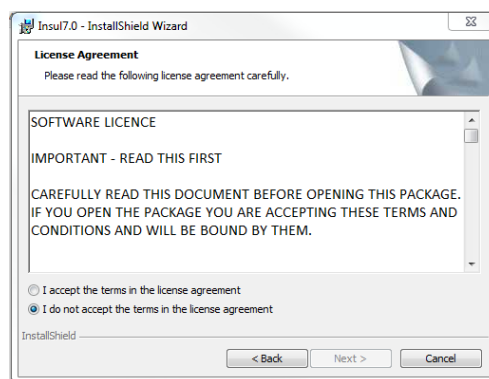 Insul7.0 - InstallShield Wizard
License Agreement
Please read the following license agreement carefully.
SOFTWARE LICENCE
IMPORTANT - READ THIS FIRST
CAREFULLY READ THIS DOCUMENT BEFORE OPENING THIS PACKAGE.
IF YOU OPEN THE PACKAGE YOU ARE ACCEPTING THESE TERMS AND
CONDITIONS AND WILL BE BOUND BY THEM.
I accept the terms in the license agreement
I do not accept the terms in the license agreement
InstallShield
< Back Next > Cancel